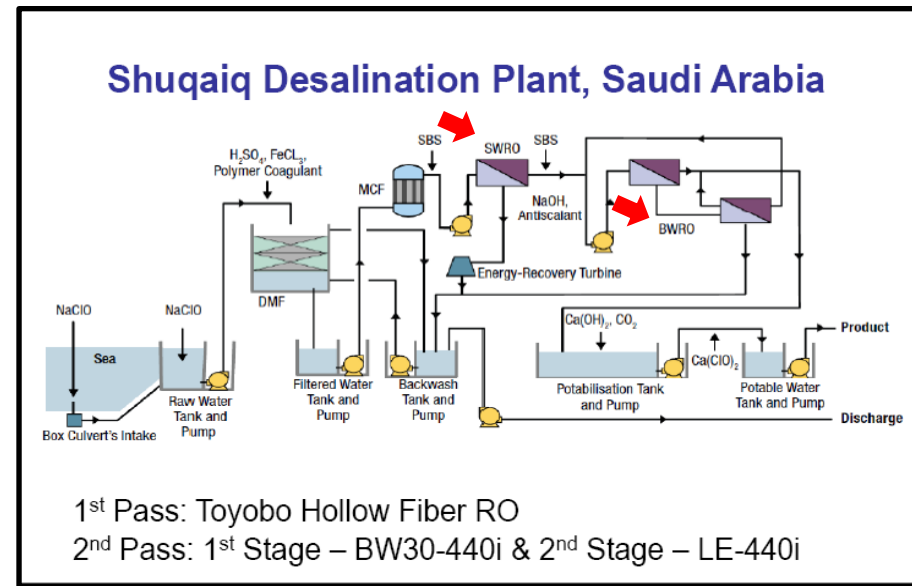 Shuqaiq Desalination Plant, Saudi Arabia
SBS
SWRO
SBS
H₂SO₄, FeCL₃,
Polymer Coagulant
MCF
NaOH,
Antiscalant
BWRO
Energy-Recovery Turbine
DMF
NaClO
NaClO
Ca(OH)₂, CO₂
Product
Sea
Ca(ClO)₂
Filtered Water
Tank and
Pump
Backwash
Tank and
Pump
Potabilisation Tank
and Pump
Potable Water
Tank and Pump
Raw Water
Tank and
Pump
Discharge
Box Culvert's Intake
1st Pass: Toyobo Hollow Fiber RO
2nd Pass: 1st Stage – BW30-440i & 2nd Stage – LE-440i